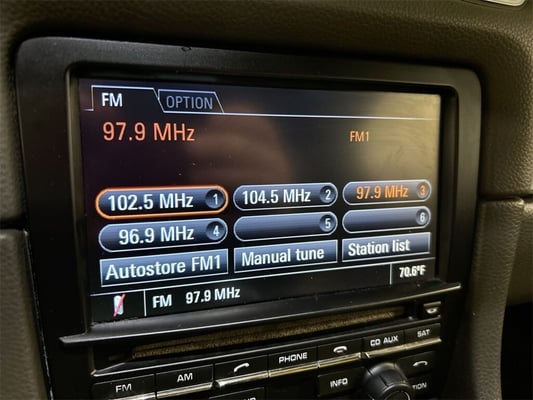 FM OPTION
97.9 MHz FM1
102.5 MHz 1 104.5 MHz 2 97.9 MHz 3
96.9 MHz 4 5 6
Autostore FM1 Manual tune Station list
70.6°F
FM 97.9 MHz
FM AM PHONE CD AUX SAT
INFO OPTION